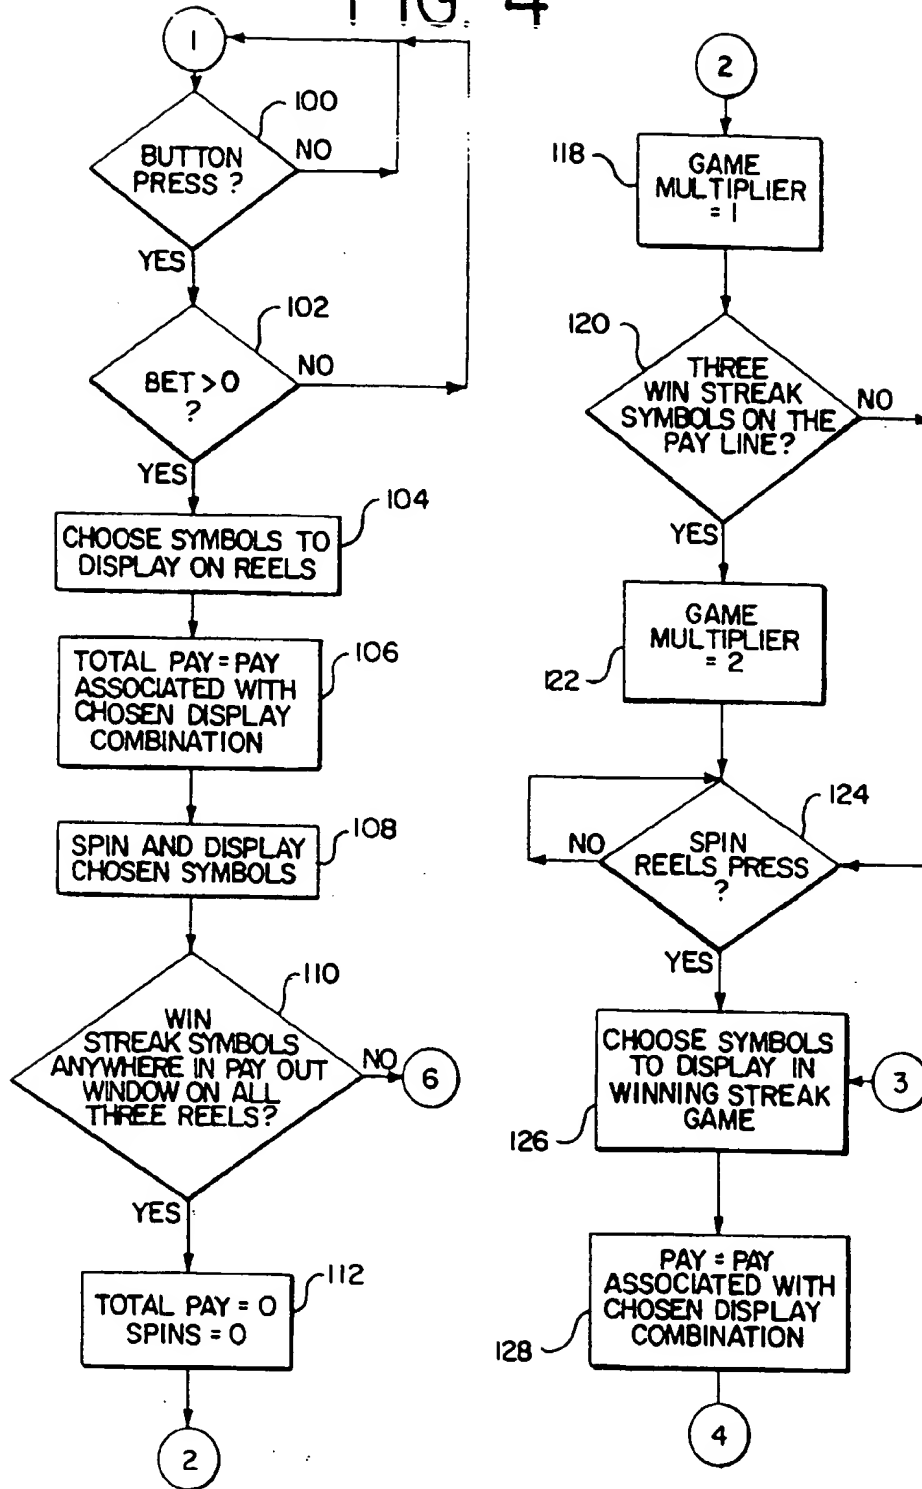 FIG. 4
1
100
BUTTON
PRESS ?
NO
YES
102
BET > 0
?
NO
YES
104
CHOOSE SYMBOLS TO
DISPLAY ON REELS
106
TOTAL PAY = PAY
ASSOCIATED WITH
CHOSEN DISPLAY
COMBINATION
108
SPIN AND DISPLAY
CHOSEN SYMBOLS
110
WIN
STREAK SYMBOLS
ANYWHERE IN PAY OUT
WINDOW ON ALL
THREE REELS?
NO
6
YES
112
TOTAL PAY = 0
SPINS = 0
2
2
118
GAME
MULTIPLIER
= 1
120
THREE
WIN STREAK
SYMBOLS ON THE
PAY LINE?
NO
YES
GAME
MULTIPLIER
= 2
122
124
SPIN
REELS PRESS
?
NO
YES
CHOOSE SYMBOLS
TO DISPLAY IN
WINNING STREAK
GAME
3
126
PAY = PAY
ASSOCIATED WITH
CHOSEN DISPLAY
COMBINATION
128
4